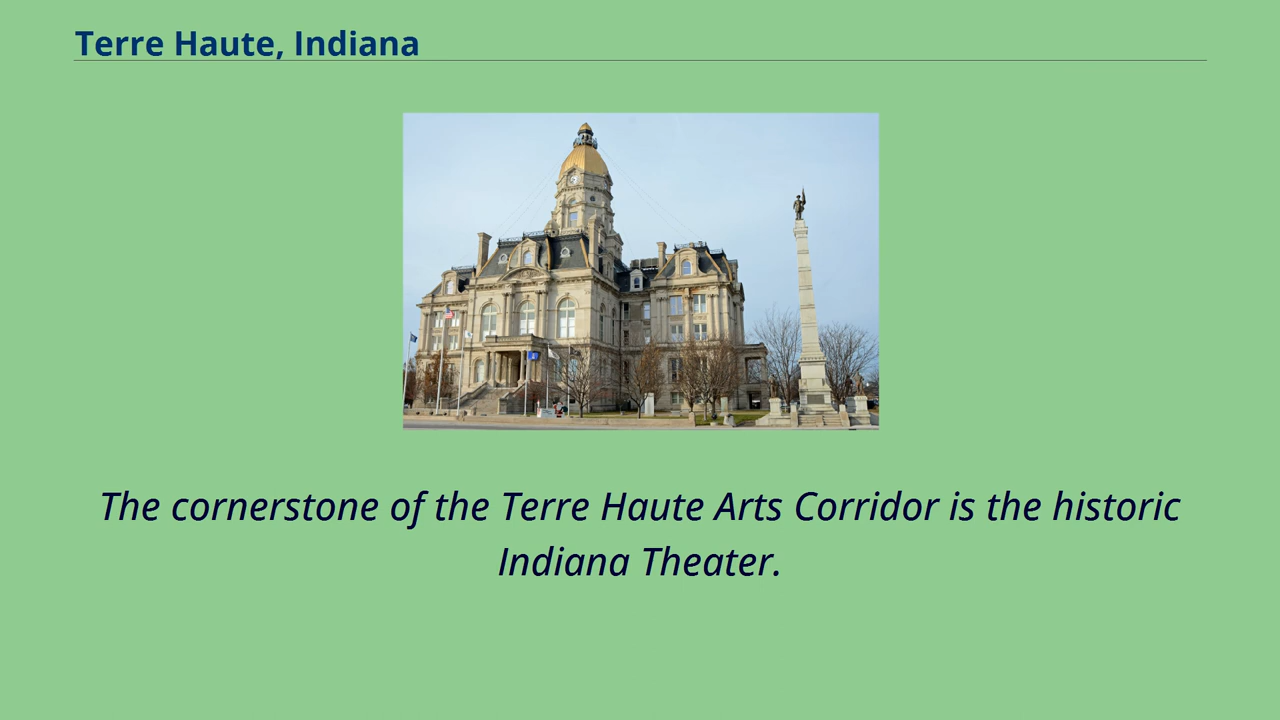 Terre Haute, Indiana
The cornerstone of the Terre Haute Arts Corridor is the historic
Indiana Theater.